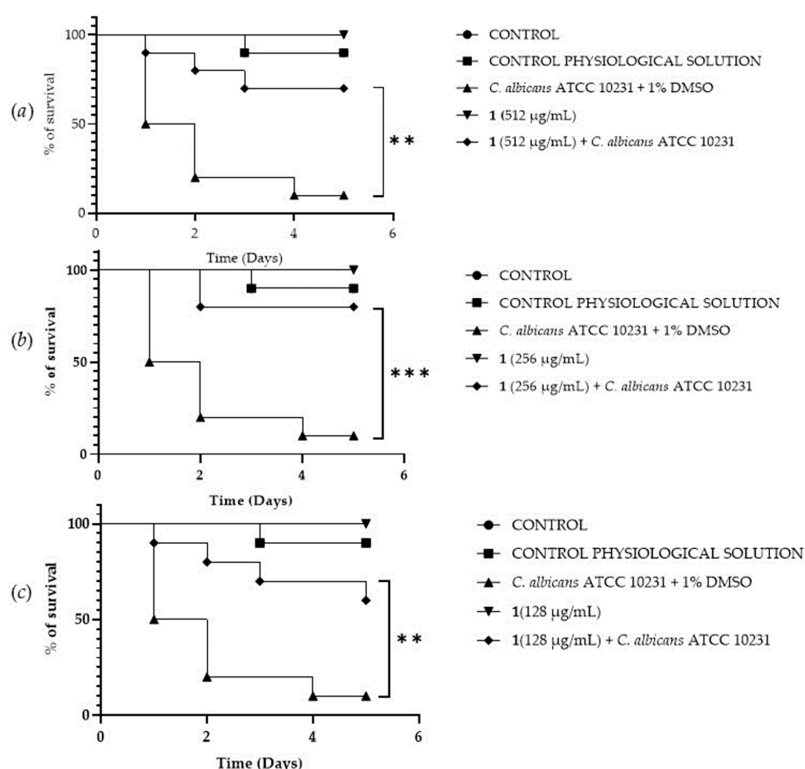 (a)
% of survival
100
50
0
0 2 4 6
Time (Days)
**
CONTROL
CONTROL PHYSIOLOGICAL SOLUTION
C. albicans ATCC 10231 + 1% DMSO
1 (512 µg/mL)
1 (512 µg/mL) + C. albicans ATCC 10231
(b)
% of survival
100
50
0
0 2 4 6
Time (Days)
***
CONTROL
CONTROL PHYSIOLOGICAL SOLUTION
C. albicans ATCC 10231 + 1% DMSO
1 (256 µg/mL)
1 (256 µg/mL) + C. albicans ATCC 10231
(c)
% of survival
100
50
0
0 2 4 6
Time (Days)
**
CONTROL
CONTROL PHYSIOLOGICAL SOLUTION
C. albicans ATCC 10231 + 1% DMSO
1(128 µg/mL)
1(128 µg/mL) + C. albicans ATCC 10231